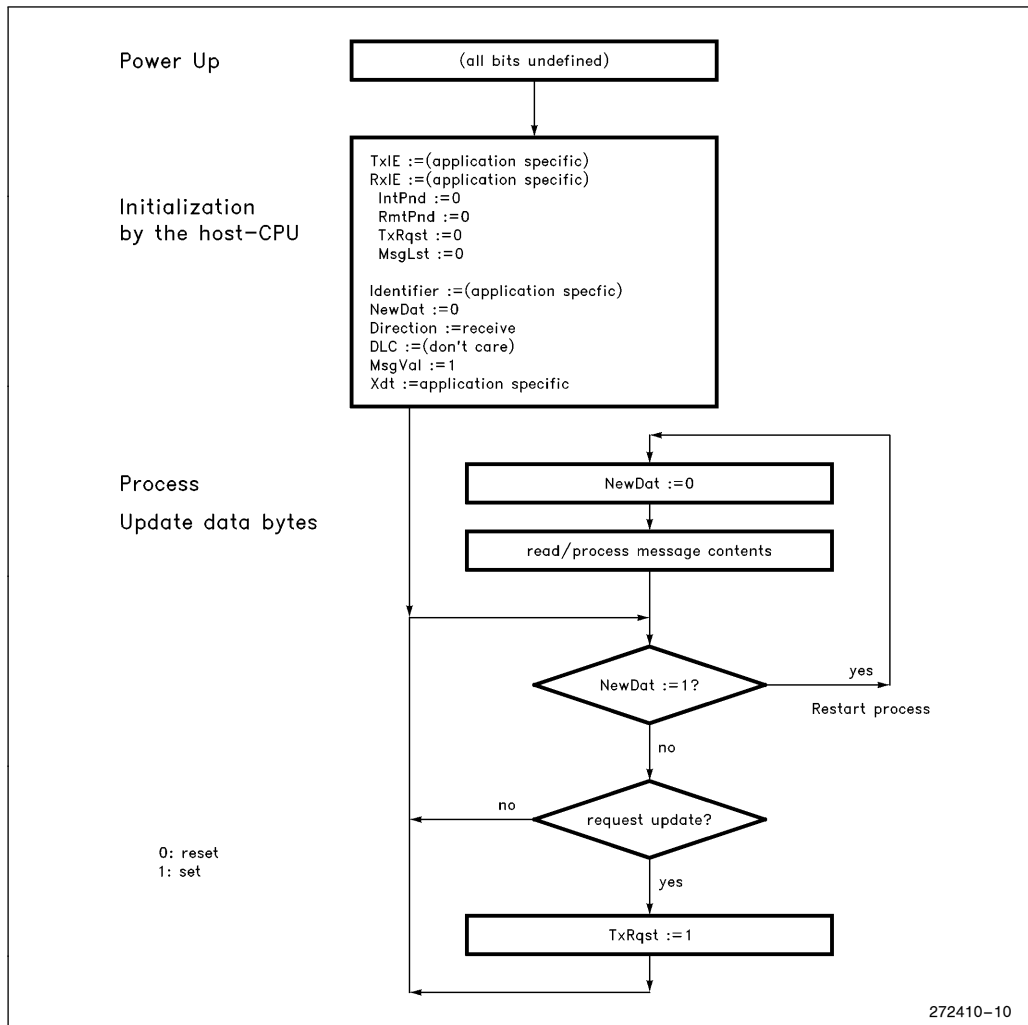 Power Up
(all bits undefined)
Initialization
by the host-CPU
TxIE :=(application specific)
RxIE :=(application specific)
IntPnd :=0
RmtPnd :=0
TxRqst :=0
MsgLst :=0
Identifier :=(application specfic)
NewDat :=0
Direction :=receive
DLC :=(don't care)
MsgVal :=1
Xdt :=application specific
Process
Update data bytes
NewDat :=0
read/process message contents
NewDat :=1?
yes
Restart process
no
request update?
no
yes
0: reset
1: set
TxRqst :=1
272410-10